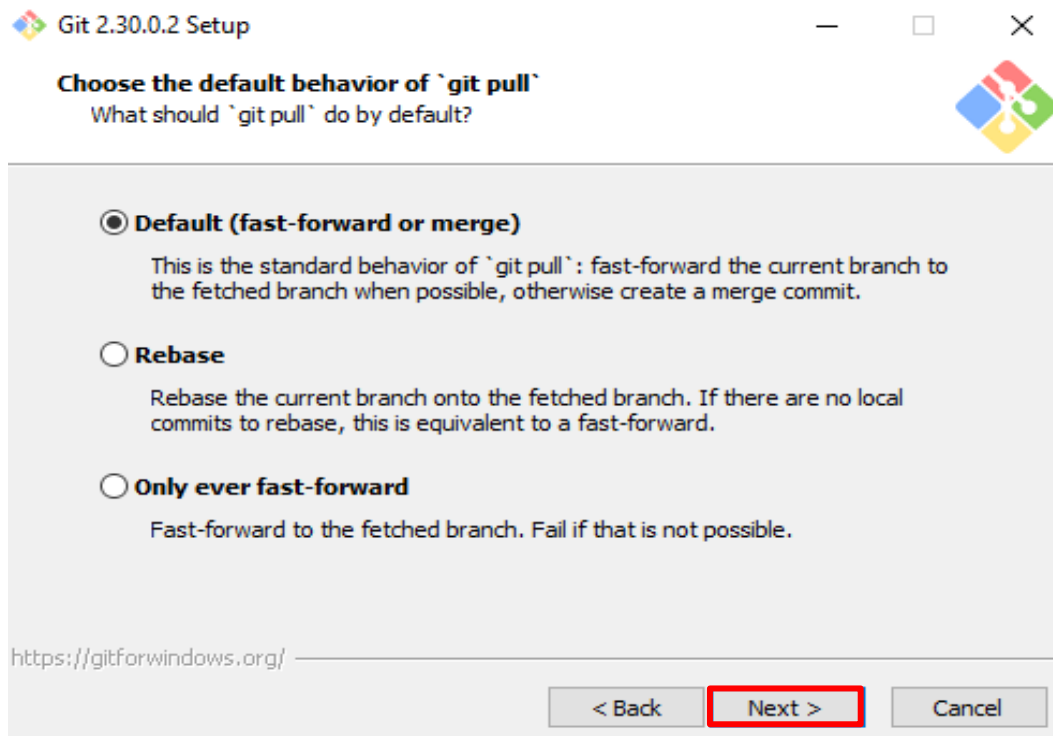 Git 2.30.0.2 Setup
Choose the default behavior of `git pull`
What should `git pull` do by default?
Default (fast-forward or merge)
This is the standard behavior of `git pull`: fast-forward the current branch to
the fetched branch when possible, otherwise create a merge commit.
Rebase
Rebase the current branch onto the fetched branch. If there are no local
commits to rebase, this is equivalent to a fast-forward.
Only ever fast-forward
Fast-forward to the fetched branch. Fail if that is not possible.
https://gitforwindows.org/
< Back Next > Cancel